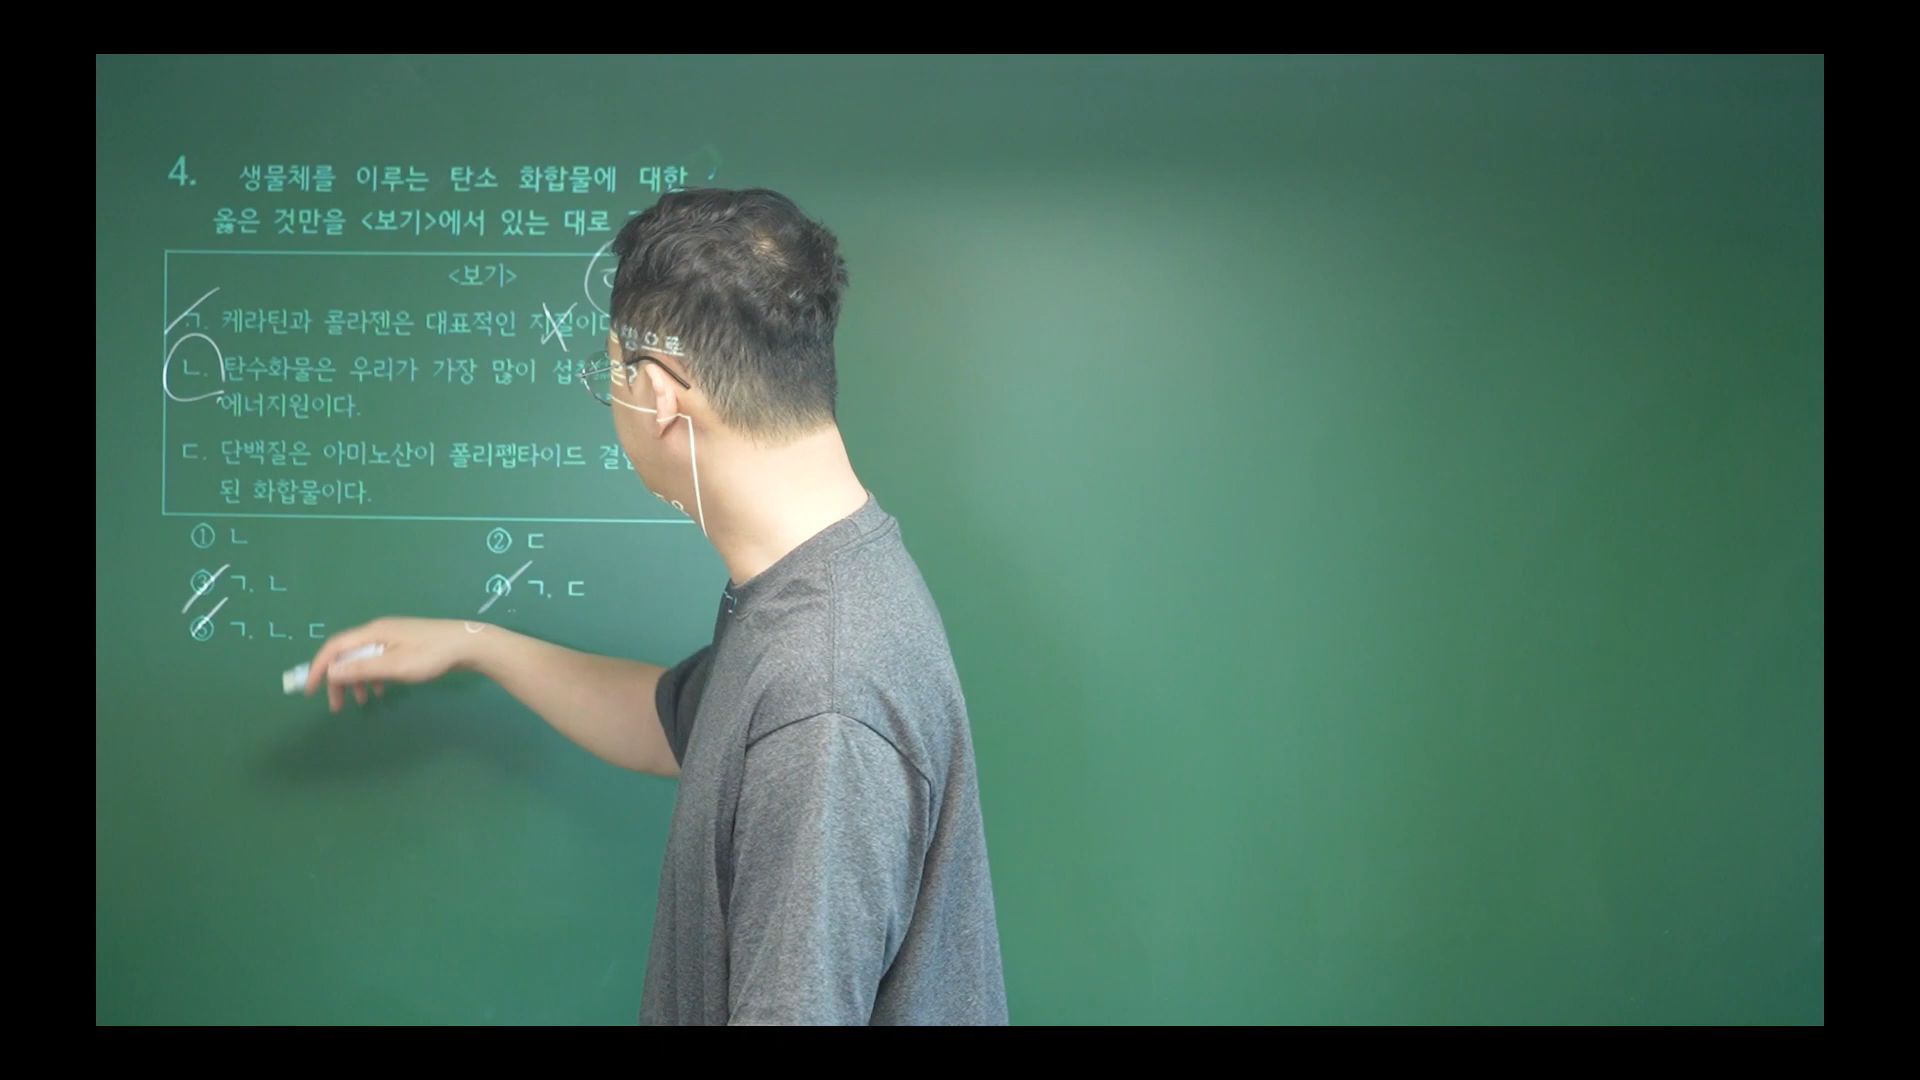 4. 생물체를 이루는 탄소 화합물에 대한
옳은 것만을 <보기>에서 있는 대로
<보기>
ㄱ. 케라틴과 콜라젠은 대표적인 지질이다
ㄴ. 탄수화물은 우리가 가장 많이
에너지원이다.
ㄷ. 단백질은 아미노산이 폴리펩타이드
된 화합물이다.
① ㄴ ② ㄷ
③ ㄱ. ㄴ ④ ㄱ. ㄷ
⑤ ㄱ. ㄴ. ㄷ